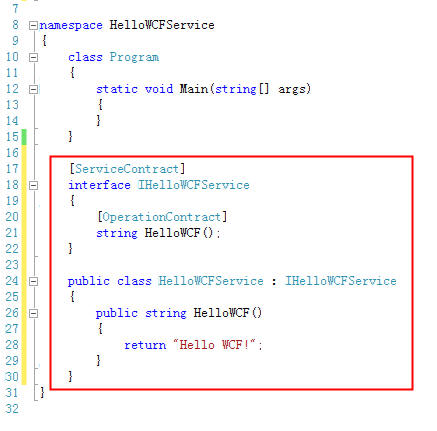 7
8 namespace HelloWCFService
9 {
10 class Program
11 {
12 static void Main(string[] args)
13 {
14 }
15 }
16
17 [ServiceContract]
18 interface IHelloWCFService
19 {
20 [OperationContract]
21 string HelloWCF();
22 }
23
24 public class HelloWCFService : IHelloWCFService
25 {
26 public string HelloWCF()
27 {
28 return "Hello WCF!";
29 }
30 }
31 }
32